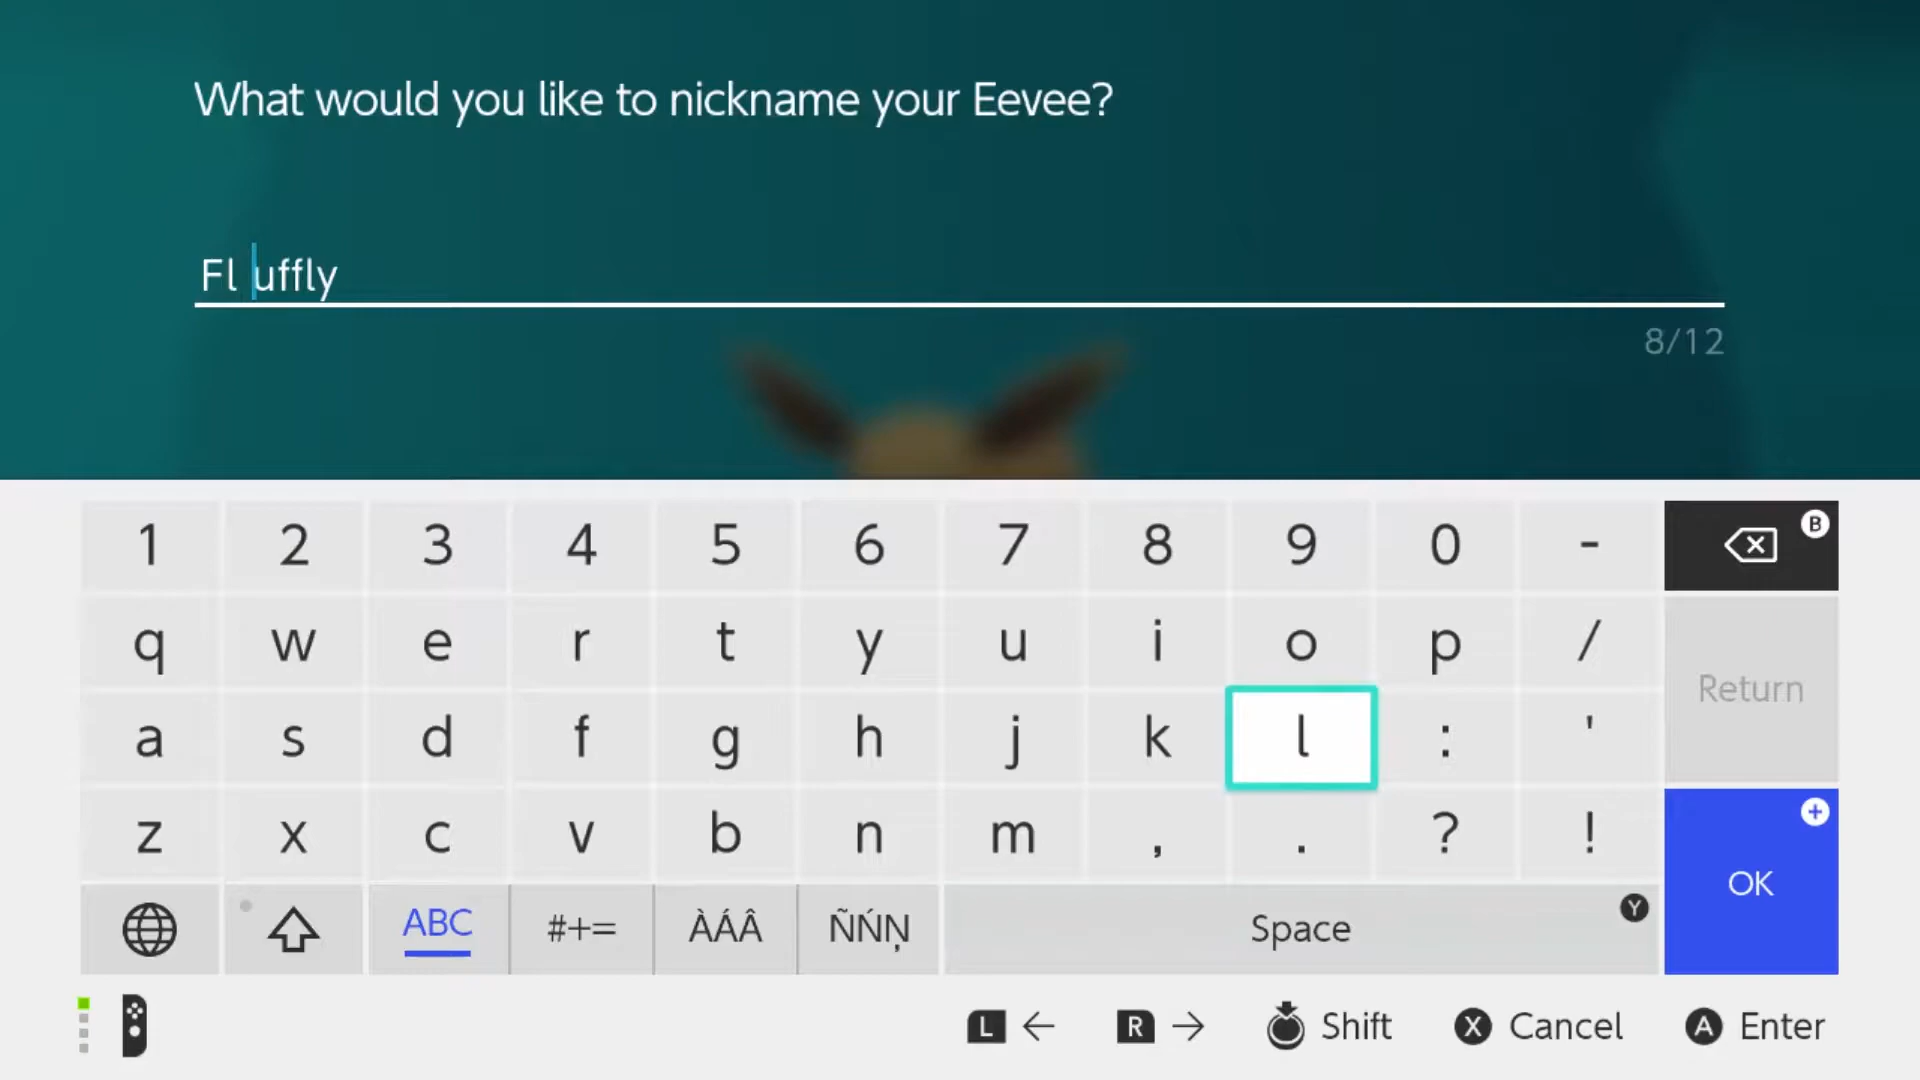 What would you like to nickname your Eevee?
Fl uffly
8/12
1 2 3 4 5 6 7 8 9 0 - B
q w e r t y u i o p /
Return
a s d f g h j k l : '
z x c v b n m , . ? ! +
OK
ABC #+= ÀÁÂ ÑŃŅ Space Y
L ← R → Shift X Cancel A Enter